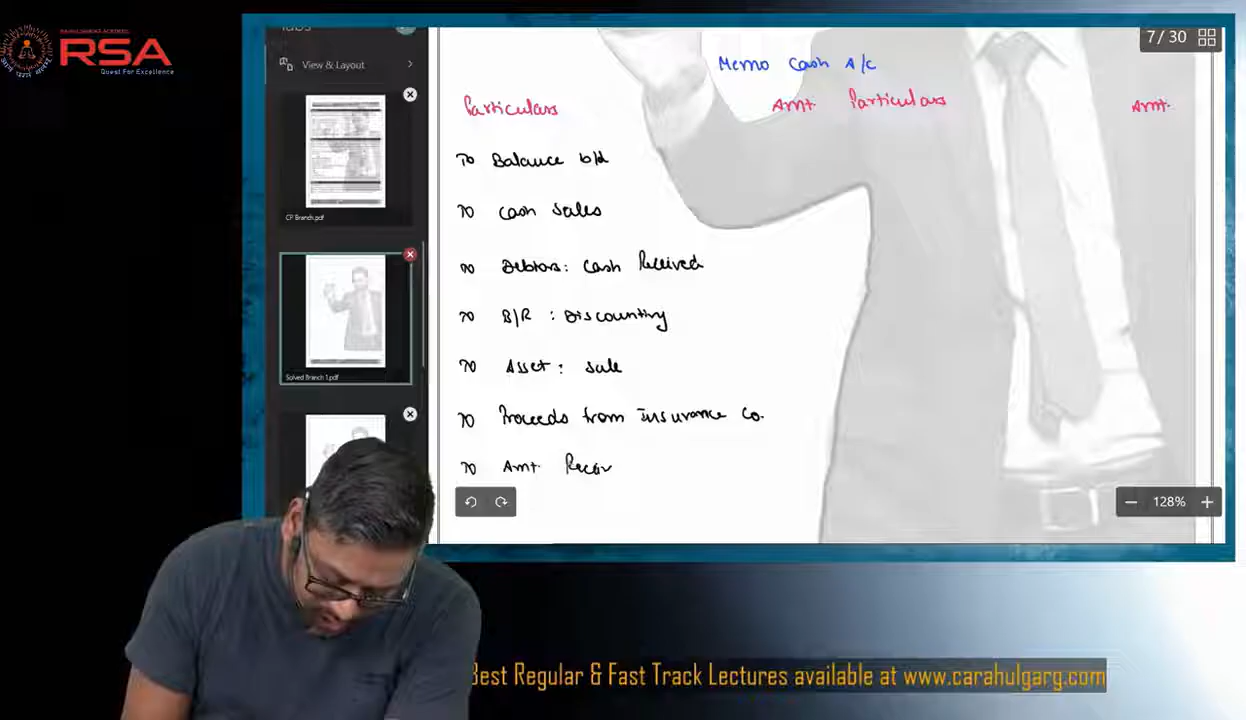 RSA
Quest For Excellence
Tabs
View & Layout
7 / 30
CF Branch.pdf
Solved Branch 1.pdf
Memo Cash A/c
Particulars Amt. Particulars Amt.
To Balance b/d
To Cash Sales
To Debtors: Cash Received
To B/R : Discounting
To Asset : Sale
To Proceeds from Insurance Co.
To Amt. Recov
128%
Best Regular & Fast Track Lectures available at www.carahulgarg.com